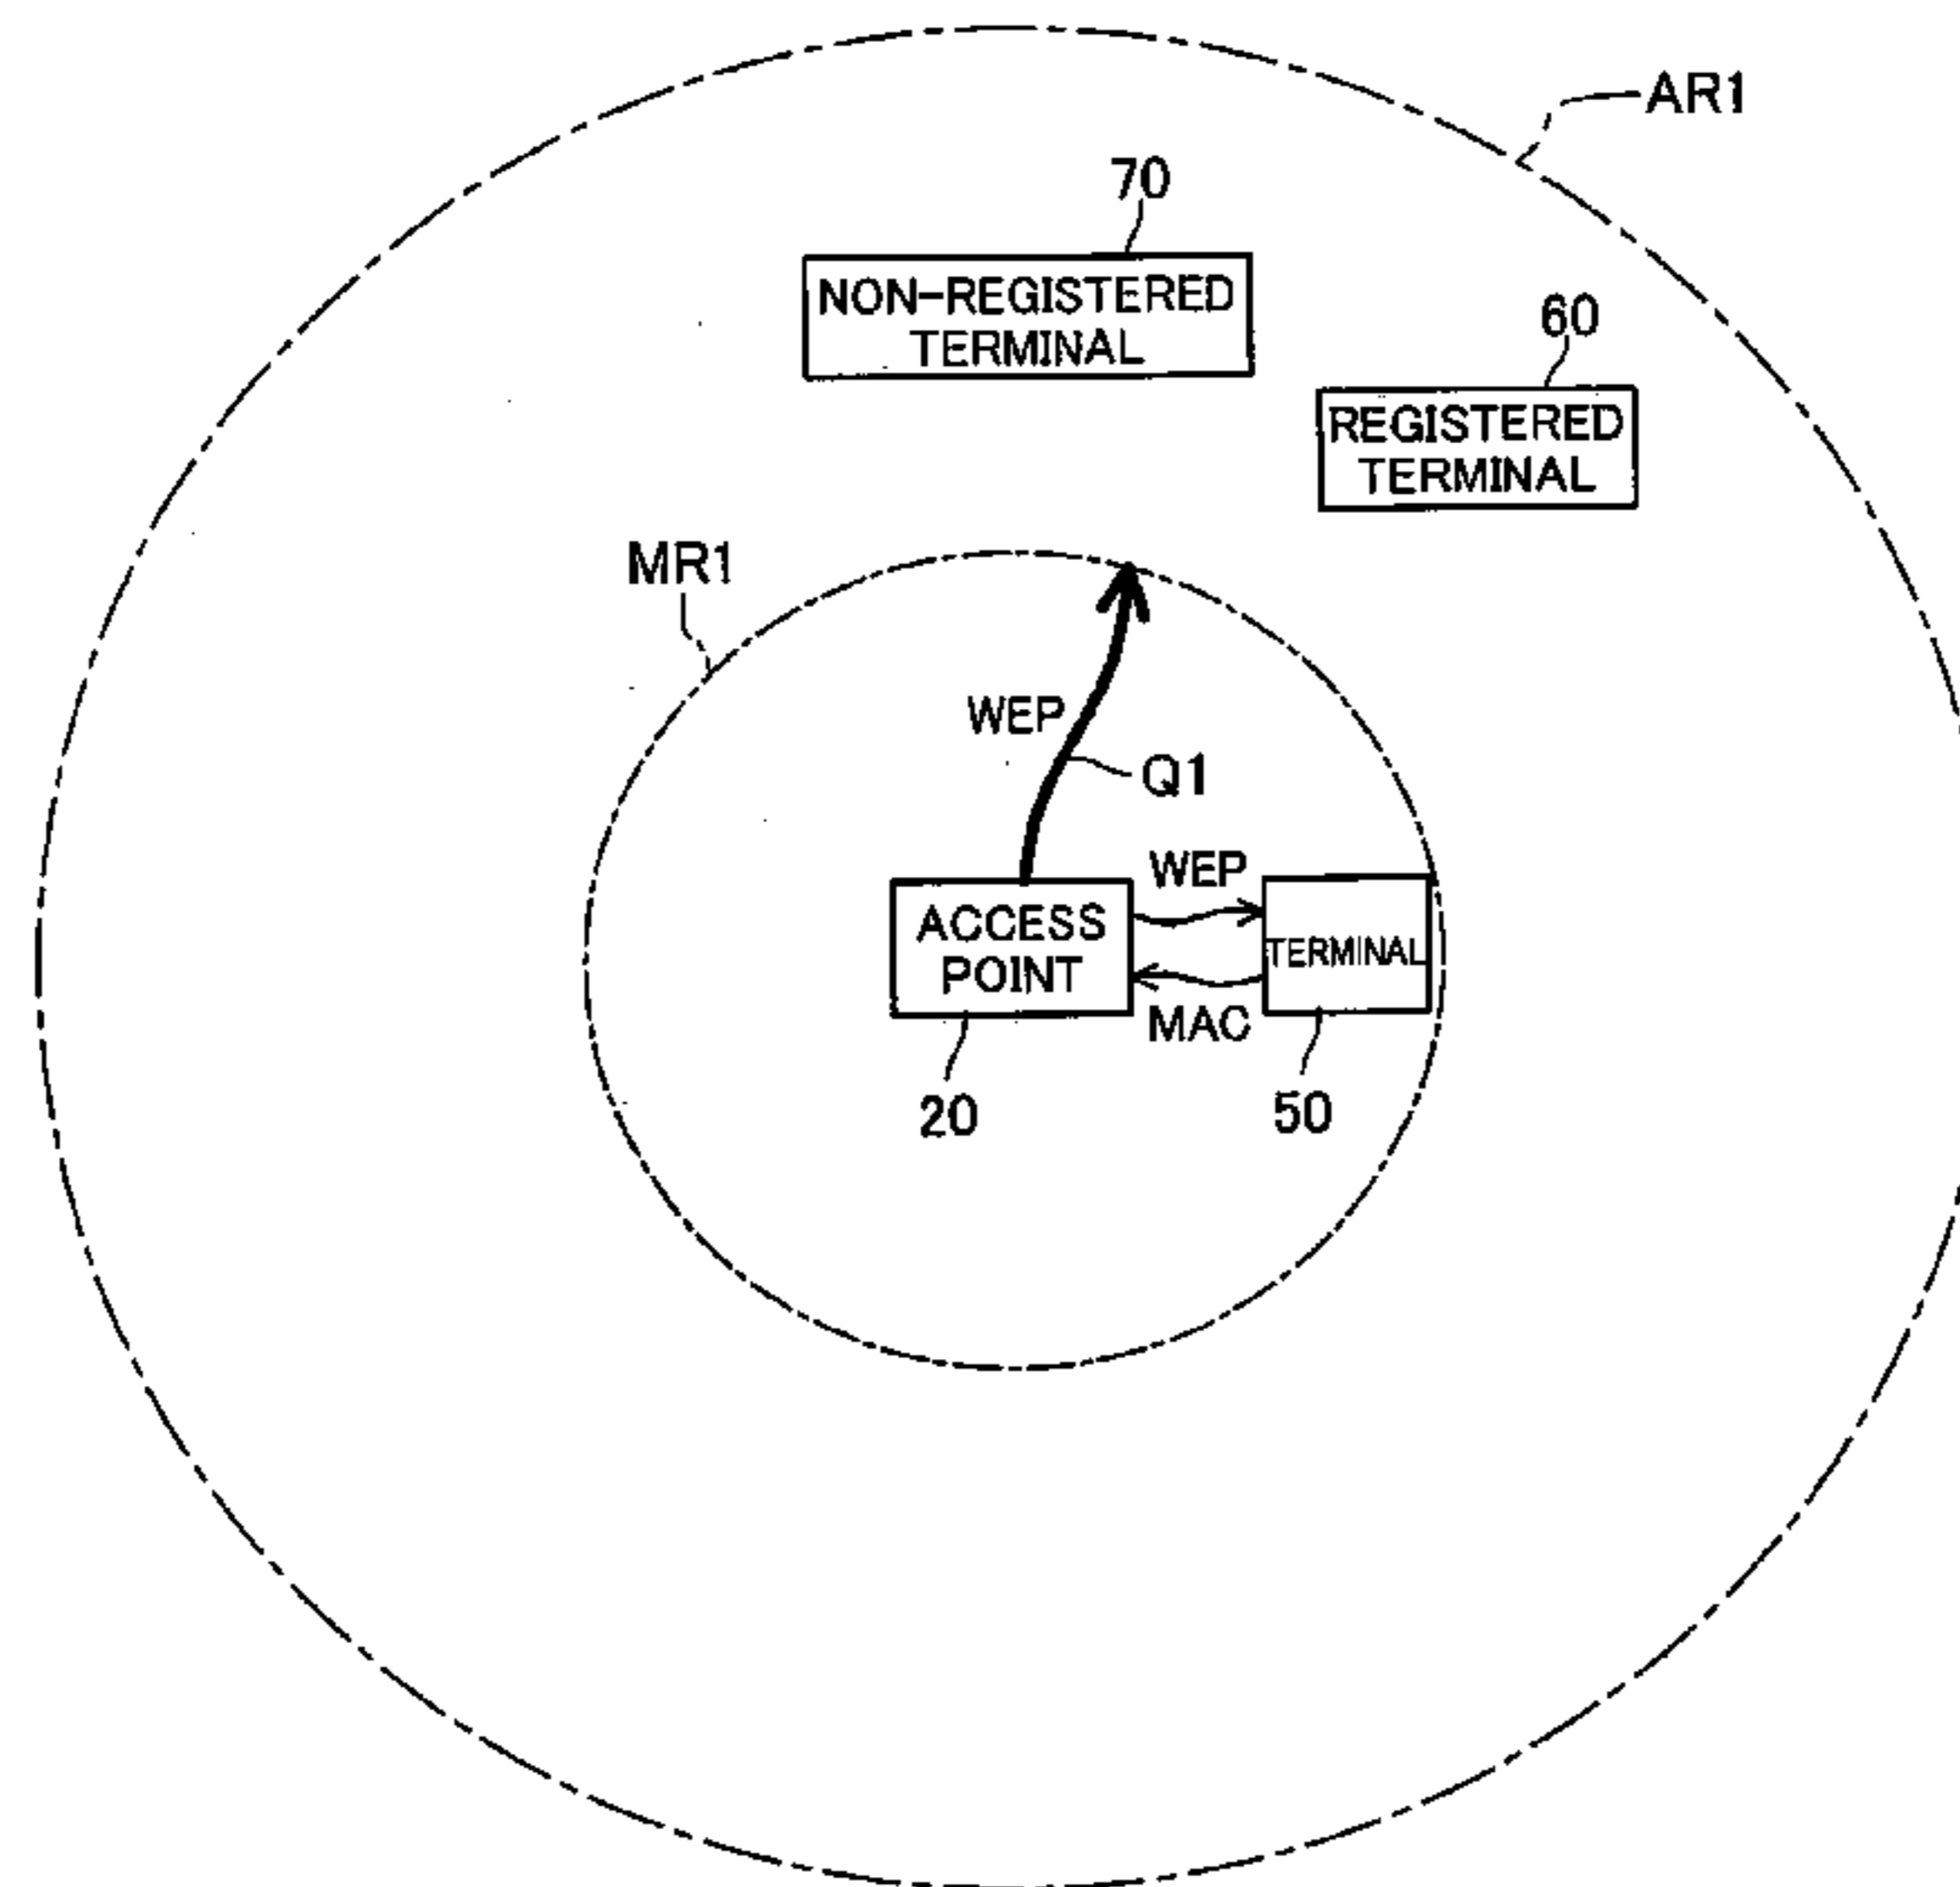 AR1
70
NON-REGISTERED
TERMINAL
60
REGISTERED
TERMINAL
MR1
WEP
Q1
WEP
ACCESS
POINT
TERMINAL
MAC
20
50